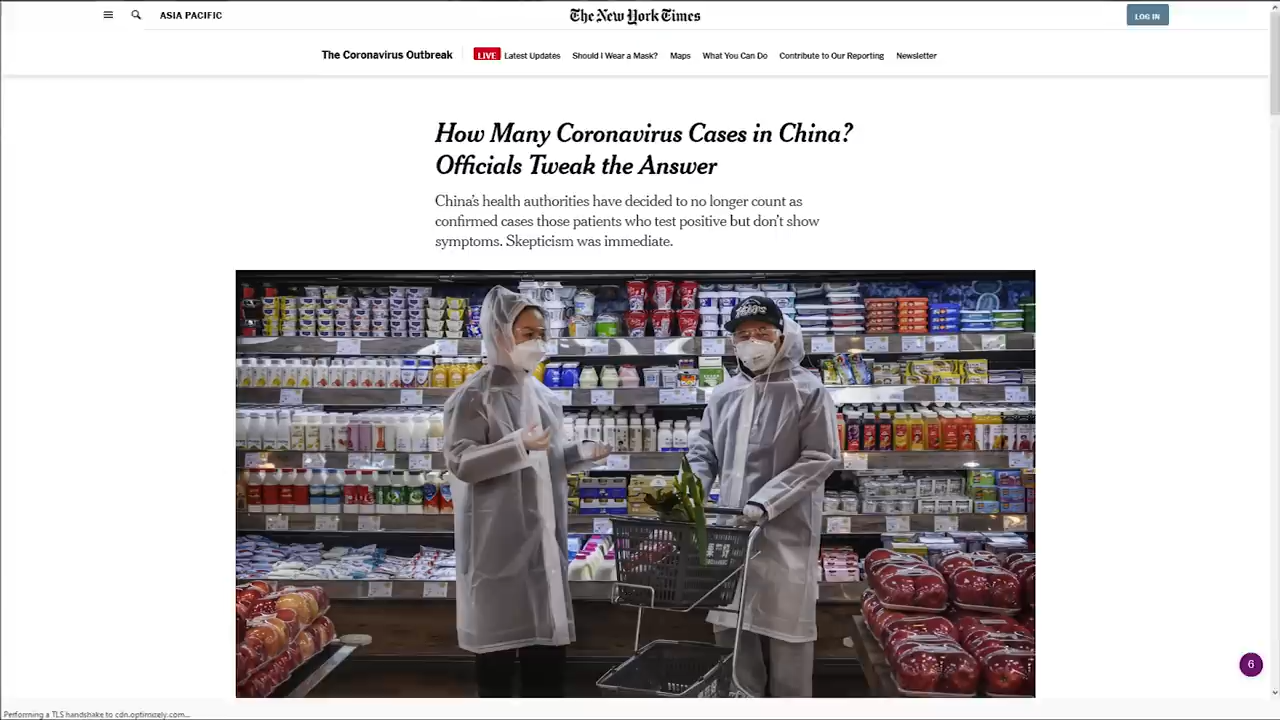 ASIA PACIFIC
The New York Times
LOG IN
The Coronavirus Outbreak
LIVE Latest Updates
Should I Wear a Mask?
Maps
What You Can Do
Contribute to Our Reporting
Newsletter
How Many Coronavirus Cases in China?
Officials Tweak the Answer
China's health authorities have decided to no longer count as
confirmed cases those patients who test positive but don't show
symptoms. Skepticism was immediate.
6
Performing a TLS handshake to cdn.optimizely.com...